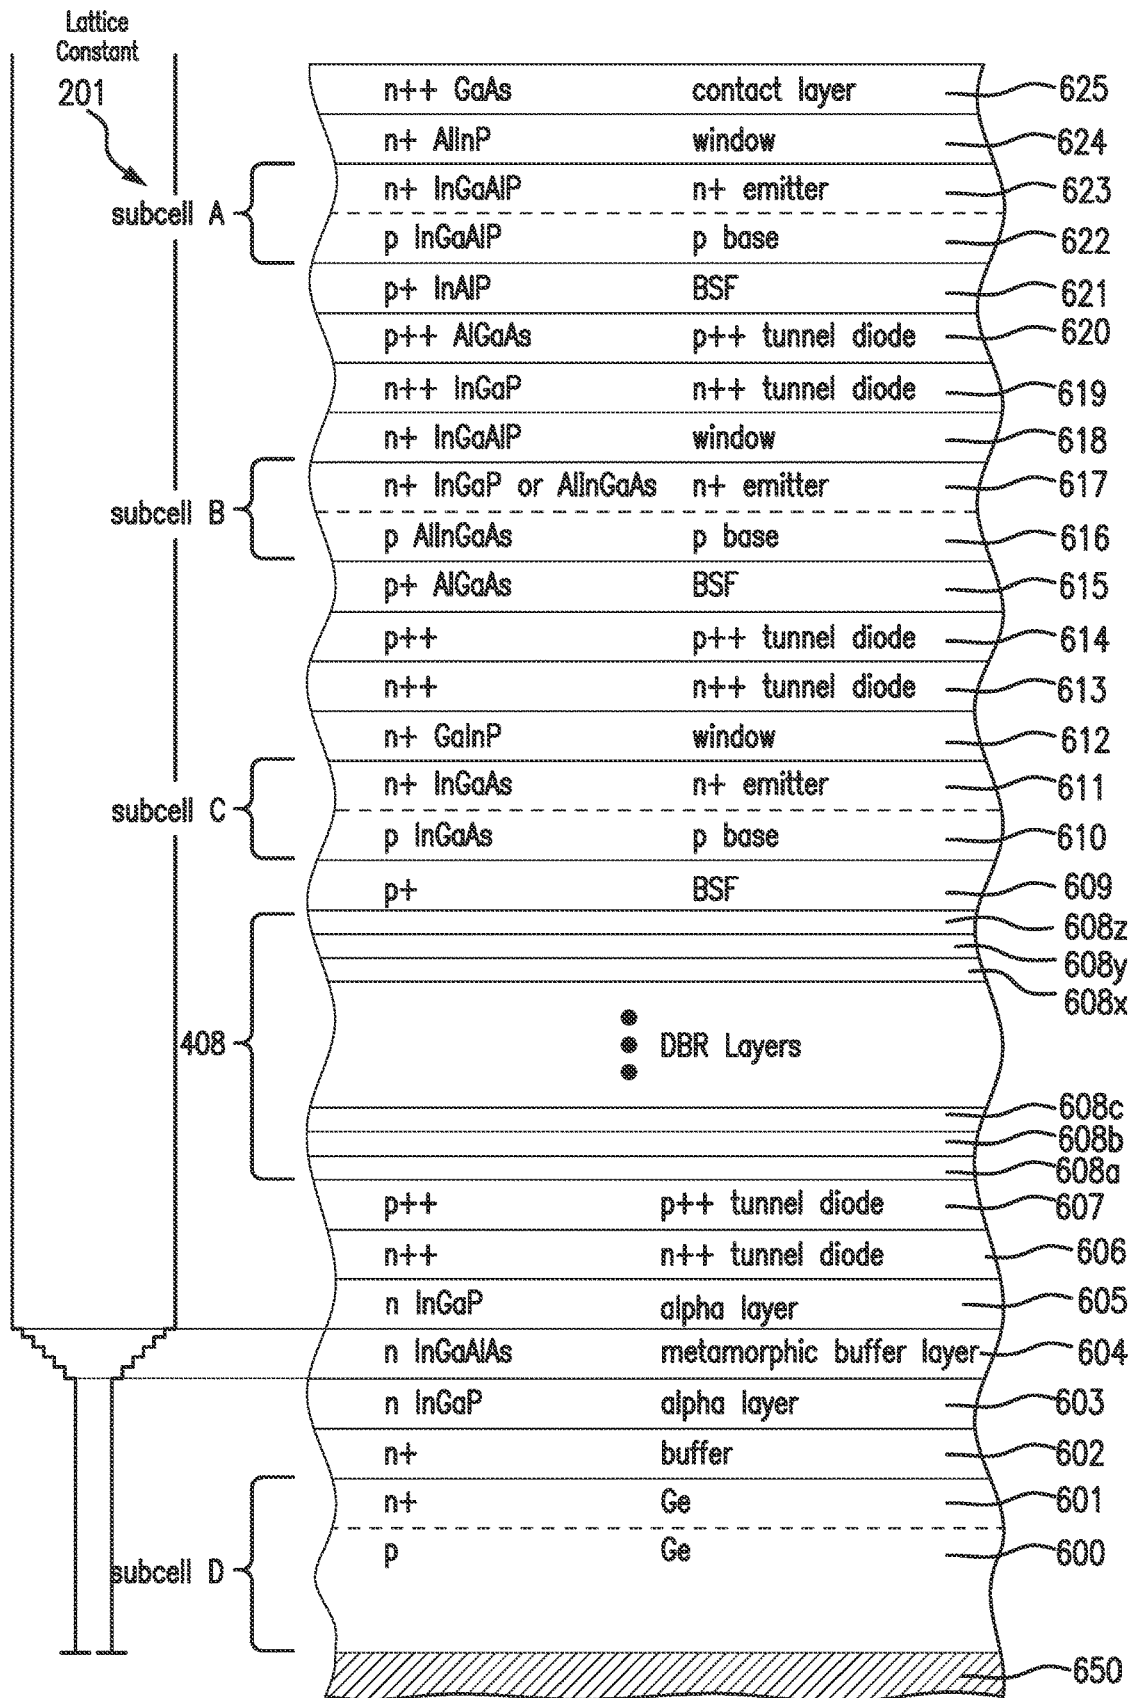 Lattice
Constant
201
n++ GaAs contact layer 625
n+ AlInP window 624
n+ InGaAlP n+ emitter 623
subcell A
p InGaAlP p base 622
p+ InAlP BSF 621
p++ AlGaAs p++ tunnel diode 620
n++ InGaP n++ tunnel diode 619
n+ InGaAlP window 618
n+ InGaP or AlInGaAs n+ emitter 617
subcell B
p AlInGaAs p base 616
p+ AlGaAs BSF 615
p++ p++ tunnel diode 614
n++ n++ tunnel diode 613
n+ GaInP window 612
n+ InGaAs n+ emitter 611
subcell C
p InGaAs p base 610
p+ BSF 609
608z
608y
608x
408 DBR Layers
608c
608b
608a
p++ p++ tunnel diode 607
n++ n++ tunnel diode 606
n InGaP alpha layer 605
n InGaAlAs metamorphic buffer layer 604
n InGaP alpha layer 603
n+ buffer 602
n+ Ge 601
p Ge 600
subcell D
650